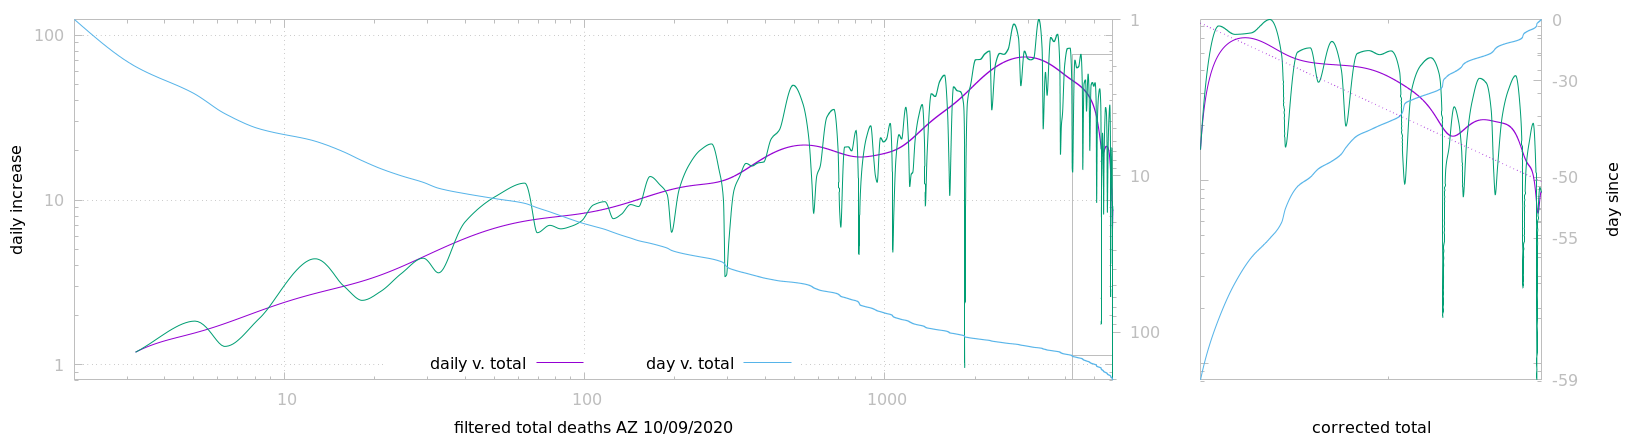 100
10
1
daily increase
daily v. total
day v. total
10
100
1000
filtered total deaths AZ 10/09/2020
1
10
100
0
-30
-50
-55
-59
day since
corrected total